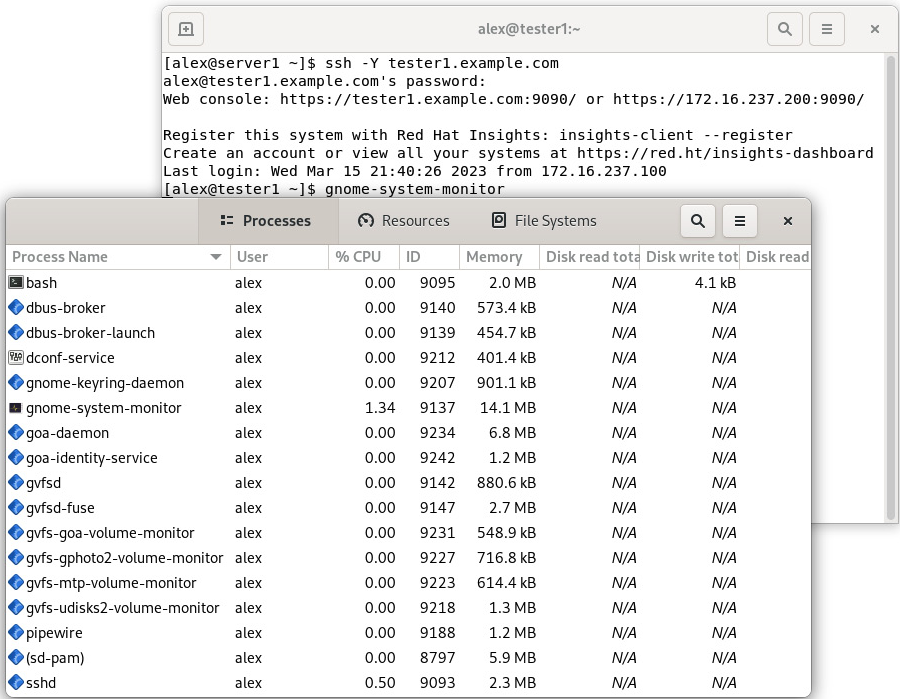 alex@tester1:~
[alex@server1 ~]$ ssh -Y tester1.example.com
alex@tester1.example.com's password:
Web console: https://tester1.example.com:9090/ or https://172.16.237.200:9090/
Register this system with Red Hat Insights: insights-client --register
Create an account or view all your systems at https://red.ht/insights-dashboard
Last login: Wed Mar 15 21:40:26 2023 from 172.16.237.100
[alex@tester1 ~]$ gnome-system-monitor
Processes Resources File Systems
Process Name User % CPU ID Memory Disk read tota Disk write tot Disk read
bash alex 0.00 9095 2.0 MB N/A 4.1 kB
dbus-broker alex 0.00 9140 573.4 kB N/A N/A
dbus-broker-launch alex 0.00 9139 454.7 kB N/A N/A
dconf-service alex 0.00 9212 401.4 kB N/A N/A
gnome-keyring-daemon alex 0.00 9207 901.1 kB N/A N/A
gnome-system-monitor alex 1.34 9137 14.1 MB N/A N/A
goa-daemon alex 0.00 9234 6.8 MB N/A N/A
goa-identity-service alex 0.00 9242 1.2 MB N/A N/A
gvfsd alex 0.00 9142 880.6 kB N/A N/A
gvfsd-fuse alex 0.00 9147 2.7 MB N/A N/A
gvfs-goa-volume-monitor alex 0.00 9231 548.9 kB N/A N/A
gvfs-gphoto2-volume-monitor alex 0.00 9227 716.8 kB N/A N/A
gvfs-mtp-volume-monitor alex 0.00 9223 614.4 kB N/A N/A
gvfs-udisks2-volume-monitor alex 0.00 9218 1.3 MB N/A N/A
pipewire alex 0.00 9188 1.2 MB N/A N/A
(sd-pam) alex 0.00 8797 5.9 MB N/A N/A
sshd alex 0.50 9093 2.3 MB N/A N/A